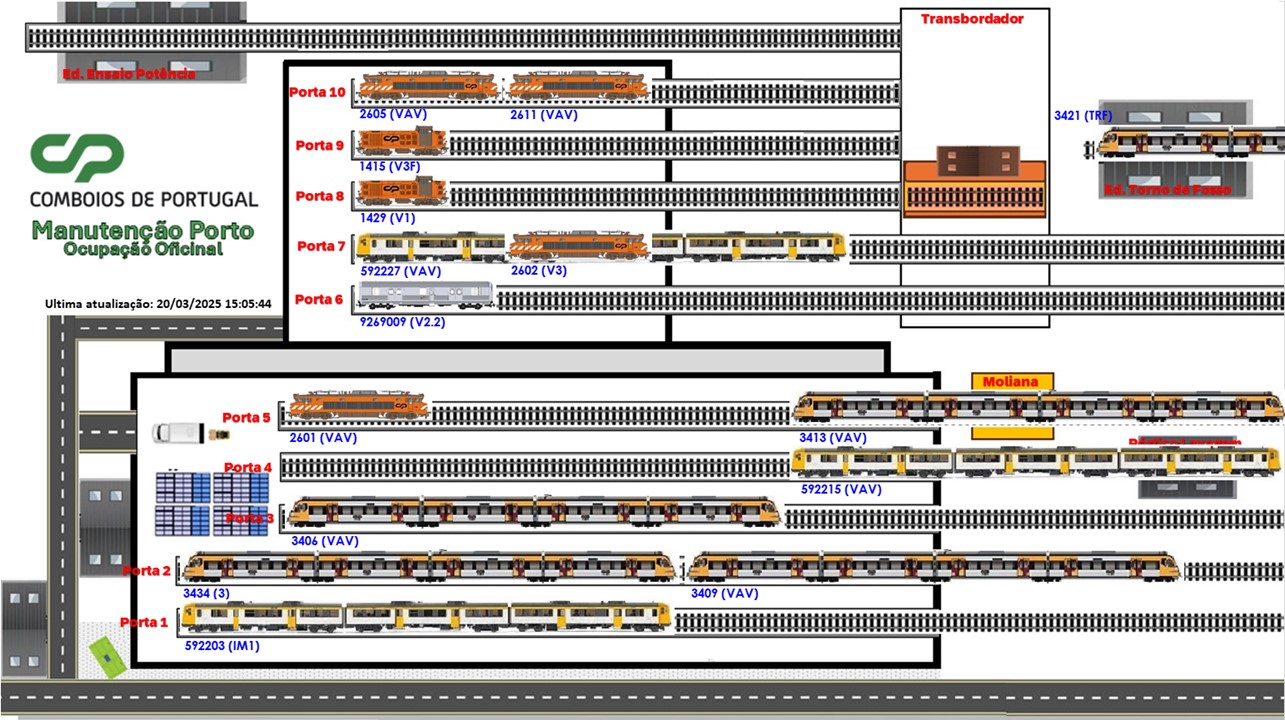 Transbordador
Ed. Ensaio Potência
Porta 10
2605 (VAV)
2611 (VAV)
3421 (TRF)
Porta 9
1415 (V3F)
CP
COMBOIOS DE PORTUGAL
Manutenção Porto
Ocupação Oficinal
Porta 8
1429 (V1)
Ed. Torno de Fosso
Porta 7
592227 (VAV)
2602 (V3)
Ultima atualização: 20/03/2025 15:05:44
Porta 6
9269009 (V2.2)
Moliana
Porta 5
2601 (VAV)
3413 (VAV)
Porta 4
592215 (VAV)
Porta 3
3406 (VAV)
Porta 2
3434 (3)
3409 (VAV)
Porta 1
592203 (IM1)